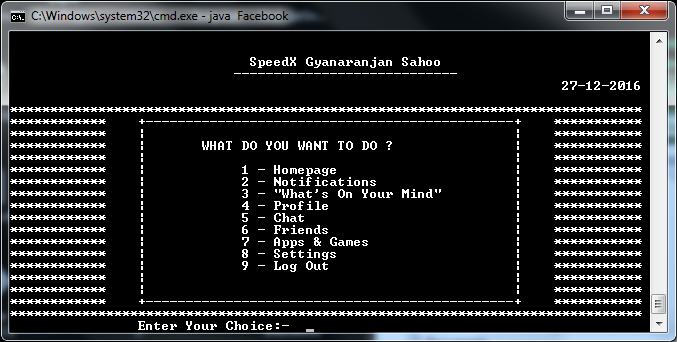 C:\Windows\system32\cmd.exe - java Facebook
SpeedX Gyanaranjan Sahoo
27-12-2016
WHAT DO YOU WANT TO DO ?
1 - Homepage
2 - Notifications
3 - "What's On Your Mind"
4 - Profile
5 - Chat
6 - Friends
7 - Apps & Games
8 - Settings
9 - Log Out
Enter Your Choice:- _